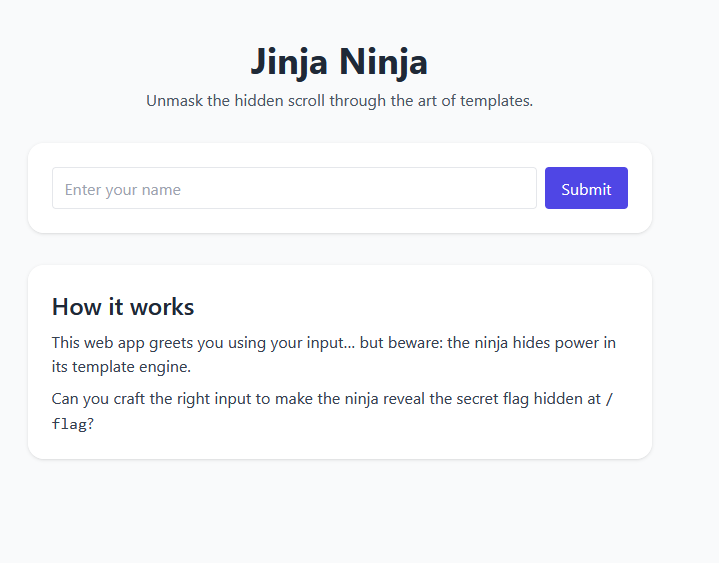 Jinja Ninja
Unmask the hidden scroll through the art of templates.
Enter your name
Submit
How it works
This web app greets you using your input... but beware: the ninja hides power in
its template engine.
Can you craft the right input to make the ninja reveal the secret flag hidden at /
flag?